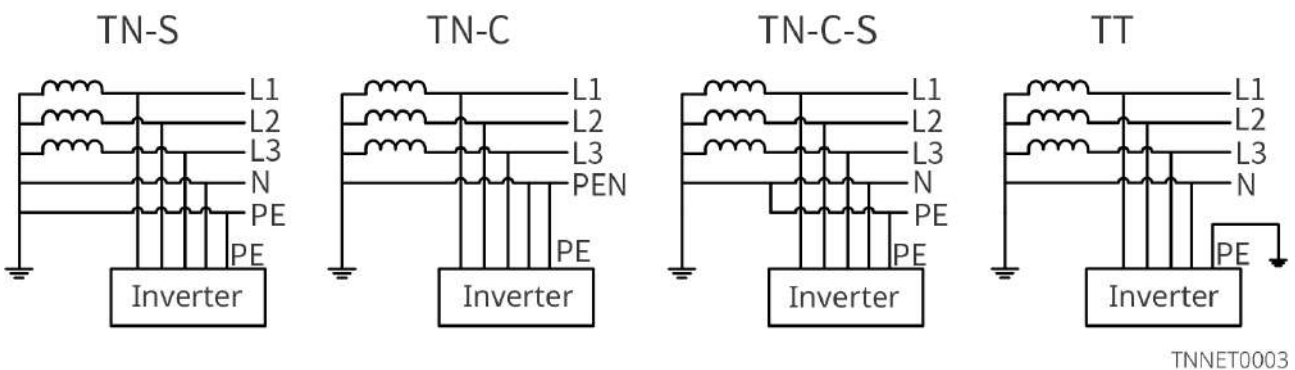 TN-S TN-C TN-C-S TT
L1 L1 L1 L1
L2 L2 L2 L2
L3 L3 L3 L3
N PEN N N
PE PE
PE PE PE PE
Inverter Inverter Inverter Inverter
TNNET0003